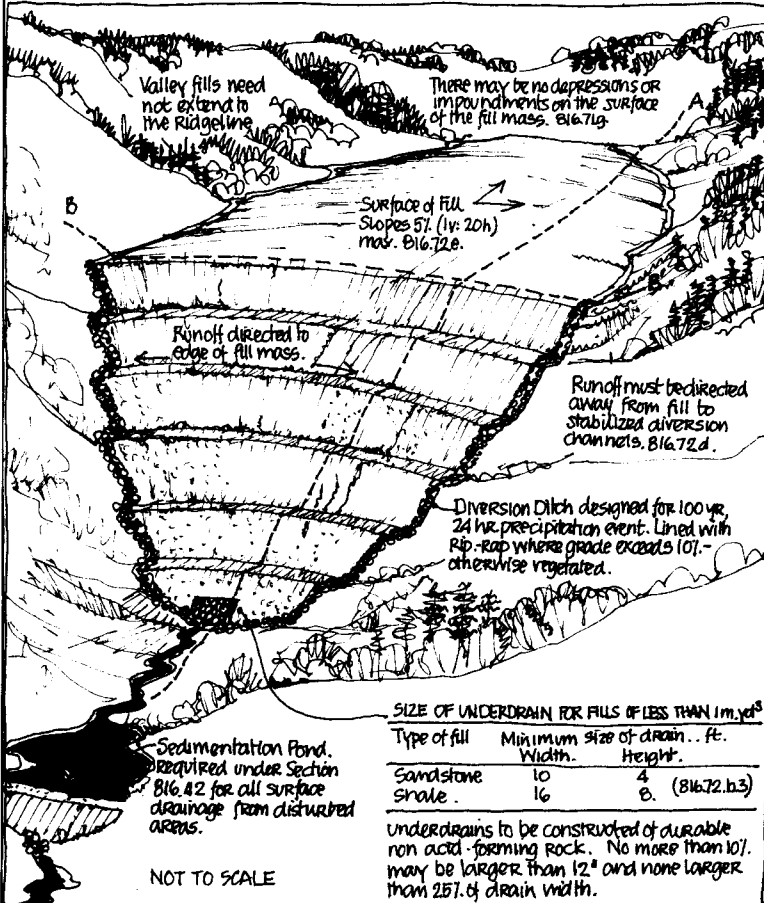 Valley fills need
not extend to
the Ridgeline
There may be no depressions or
impoundments on the surface
of the fill mass. 816.71g.
A
B
Surface of Fill
Slopes 5% (1v: 20h)
max. 816.72e.
B
Runoff directed to
edge of fill mass.
Runoff must be directed
away from fill to
stabilized diversion
channels. 816.72d.
Diversion Ditch designed for 100 yr,
24 hr. precipitation event. Lined with
Rip-Rap where grade exceeds 10%-
otherwise vegetated.
Sedimentation Pond.
Required under Section
816.42 for all surface
drainage from disturbed
areas.
NOT TO SCALE
SIZE OF UNDERDRAIN FOR FILLS OF LESS THAN 1m.yd³
Type of fill Minimum size of drain.. ft.
Width. Height.
Sandstone 10 4
Shale. 16 8. (816.72.b.3)
underdrains to be constructed of durable
non acid-forming rock. No more than 10%
may be larger than 12" and none larger
than 25% of drain width.